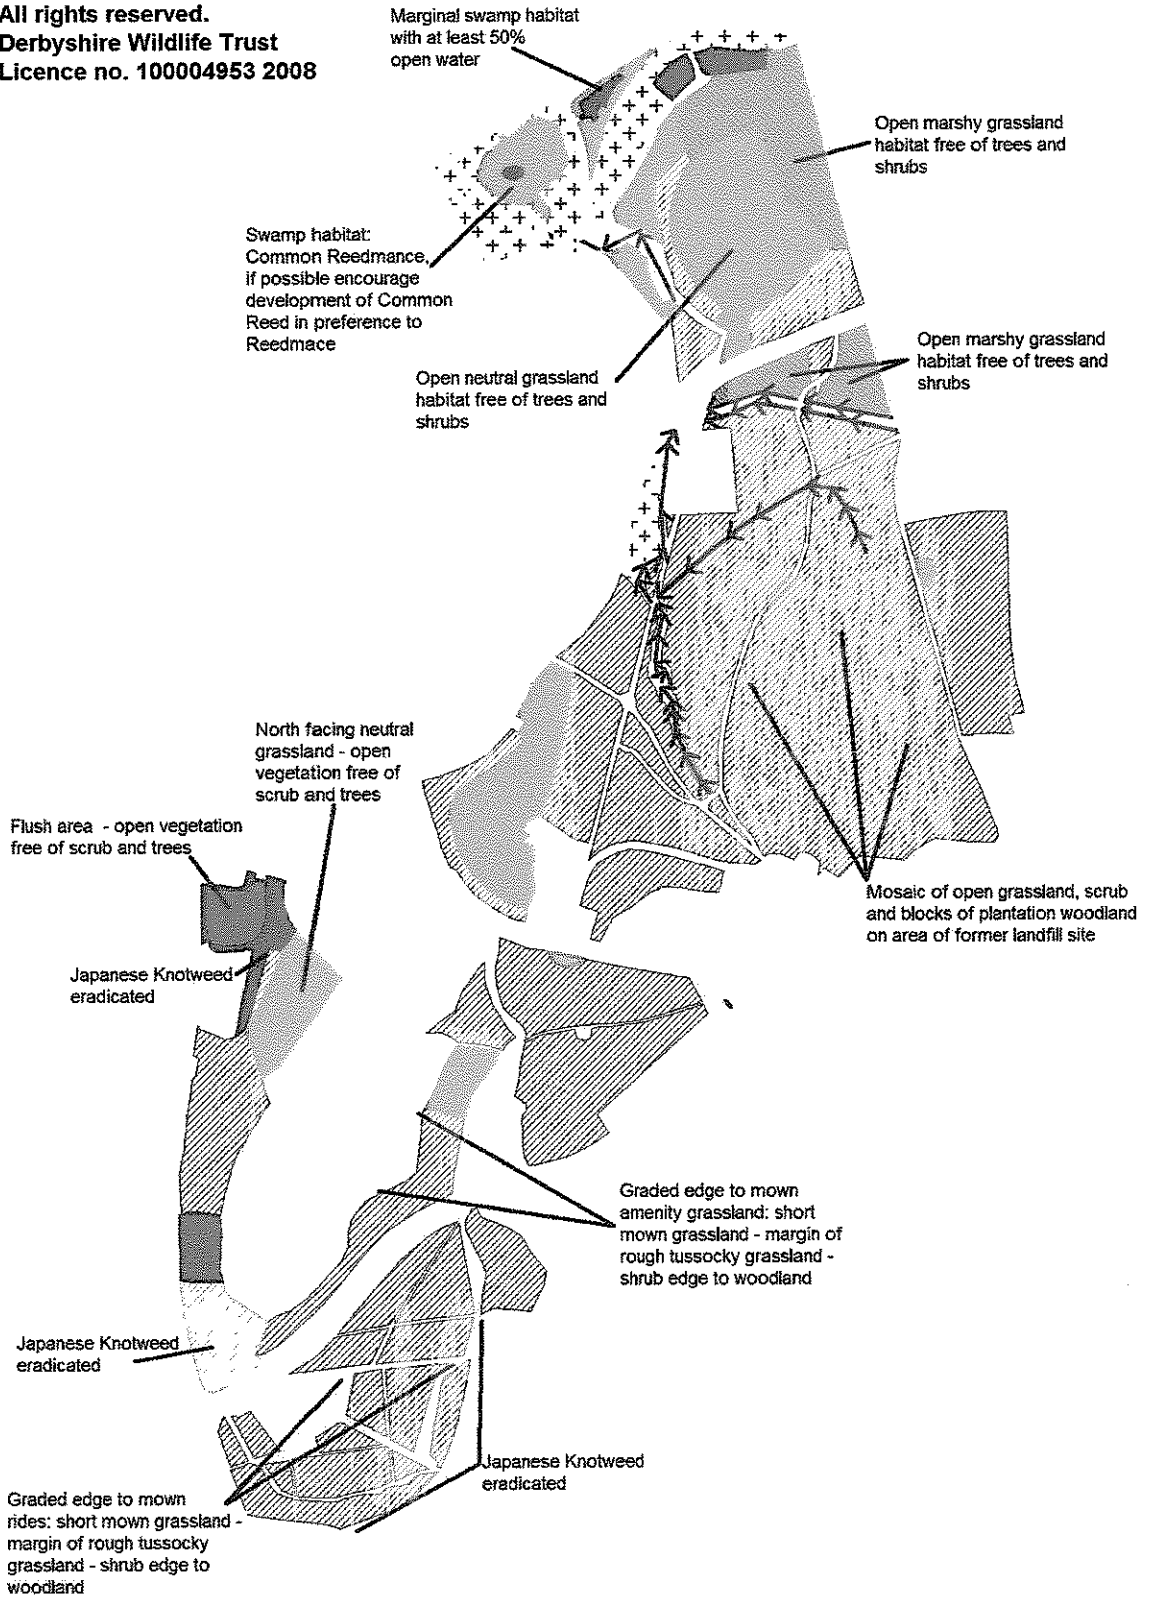 All rights reserved.
Derbyshire Wildlife Trust
Licence no. 100004953 2008
Marginal swamp habitat
with at least 50%
open water
Open marshy grassland
habitat free of trees and
shrubs
Swamp habitat:
Common Reedmance,
if possible encourage
development of Common
Reed in preference to
Reedmace
Open neutral grassland
habitat free of trees and
shrubs
Open marshy grassland
habitat free of trees and
shrubs
North facing neutral
grassland - open
vegetation free of
scrub and trees
Flush area - open vegetation
free of scrub and trees
Japanese Knotweed
eradicated
Mosaic of open grassland, scrub
and blocks of plantation woodland
on area of former landfill site
Graded edge to mown
amenity grassland: short
mown grassland - margin of
rough tussocky grassland -
shrub edge to woodland
Japanese Knotweed
eradicated
Japanese Knotweed
eradicated
Graded edge to mown
rides: short mown grassland -
margin of rough tussocky
grassland - shrub edge to
woodland